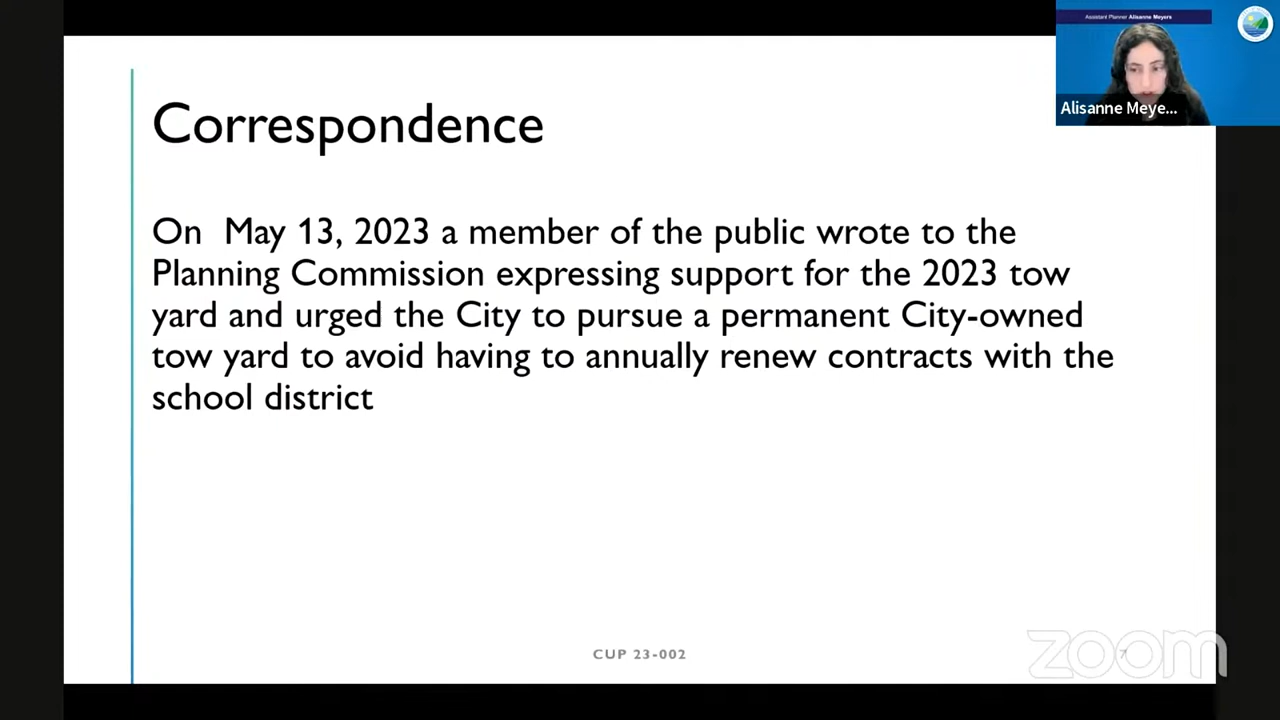 Assistant Planner Alisanne Meyers
Alisanne Meye...
Correspondence
On May 13, 2023 a member of the public wrote to the
Planning Commission expressing support for the 2023 tow
yard and urged the City to pursue a permanent City-owned
tow yard to avoid having to annually renew contracts with the
school district
CUP 23-002
7
zoom